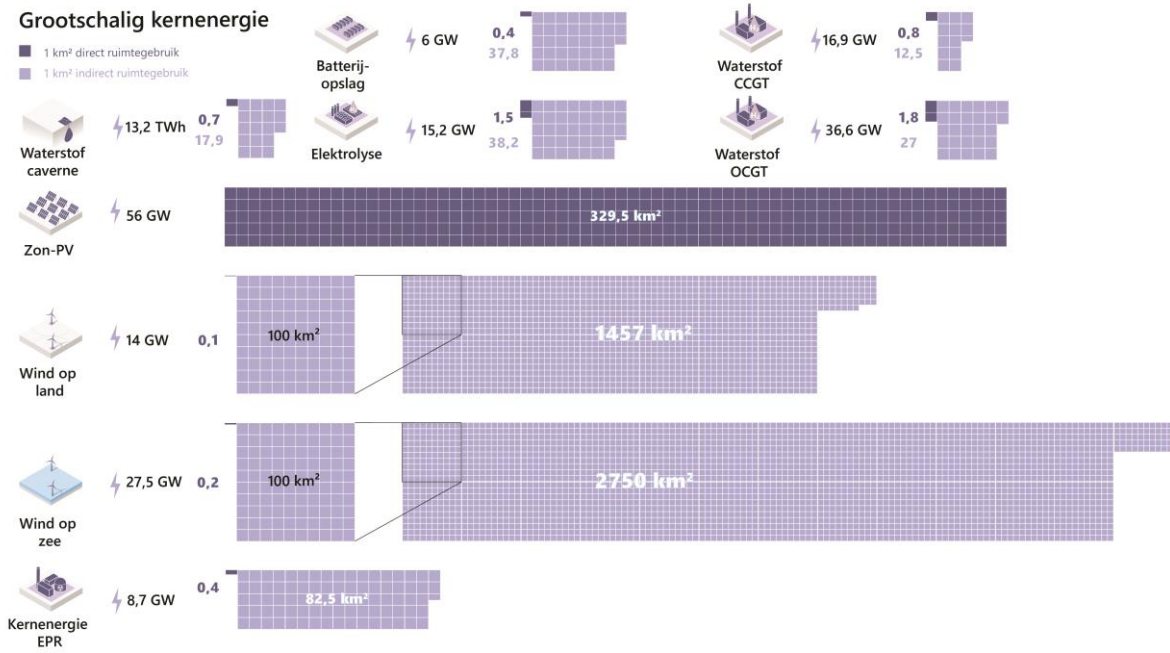 Grootschalig kernenergie
1 km² direct ruimtegebruik
1 km² indirect ruimtegebruik
Batterij-
opslag
6 GW
0,4
37,8
Waterstof
CCGT
16,9 GW
0,8
12,5
Waterstof
caverne
13,2 TWh
0,7
17,9
Elektrolyse
15,2 GW
1,5
38,2
Waterstof
OCGT
36,6 GW
1,8
27
Zon-PV
56 GW
329,5 km²
Wind op
land
14 GW
0,1
100 km²
1457 km²
Wind op
zee
27,5 GW
0,2
100 km²
2750 km²
Kernenergie
EPR
8,7 GW
0,4
82,5 km²